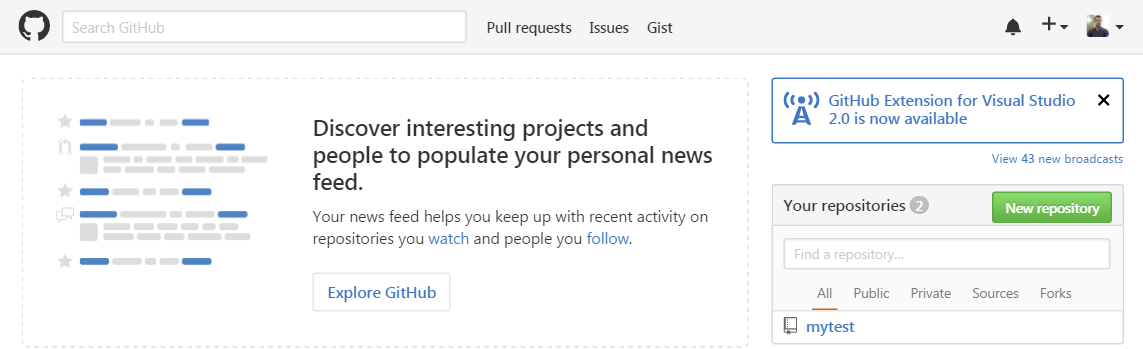 Search GitHub
Pull requests Issues Gist
Discover interesting projects and
people to populate your personal news
feed.
Your news feed helps you keep up with recent activity on
repositories you watch and people you follow.
Explore GitHub
GitHub Extension for Visual Studio
2.0 is now available
View 43 new broadcasts
Your repositories 2
New repository
Find a repository...
All Public Private Sources Forks
mytest